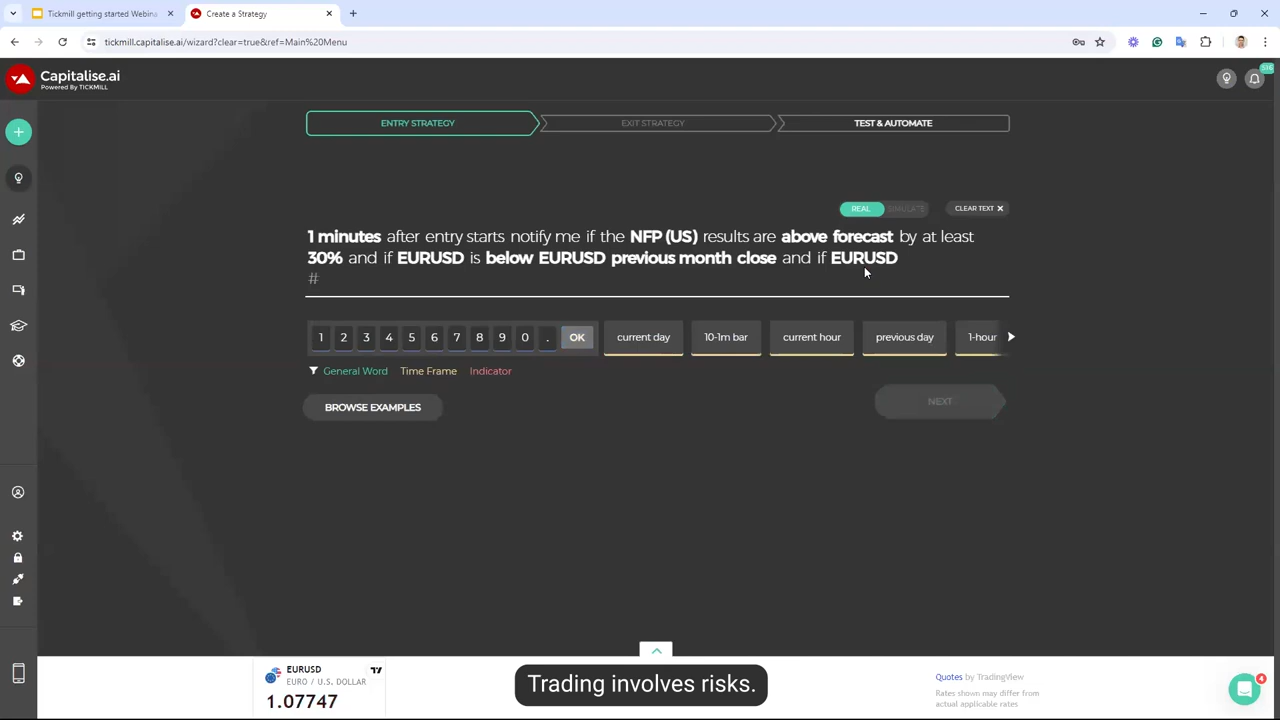 Tickmill getting started Webina
Create a Strategy
tickmill.capitalise.ai/wizard?clear=true&ref=Main%20Menu
Capitalise.ai
Powered By TICKMILL
ENTRY STRATEGY
EXIT STRATEGY
TEST & AUTOMATE
REAL
SIMULATE
CLEAR TEXT
1 minutes after entry starts notify me if the NFP (US) results are above forecast by at least
30% and if EURUSD is below EURUSD previous month close and if EURUSD
#
1 2 3 4 5 6 7 8 9 0 . OK
current day
10-1m bar
current hour
previous day
1-hour
General Word
Time Frame
Indicator
BROWSE EXAMPLES
NEXT
EURUSD
EURO / U.S. DOLLAR
1.07747
Trading involves risks.
Quotes by TradingView
Rates shown may differ from
actual applicable rates
4